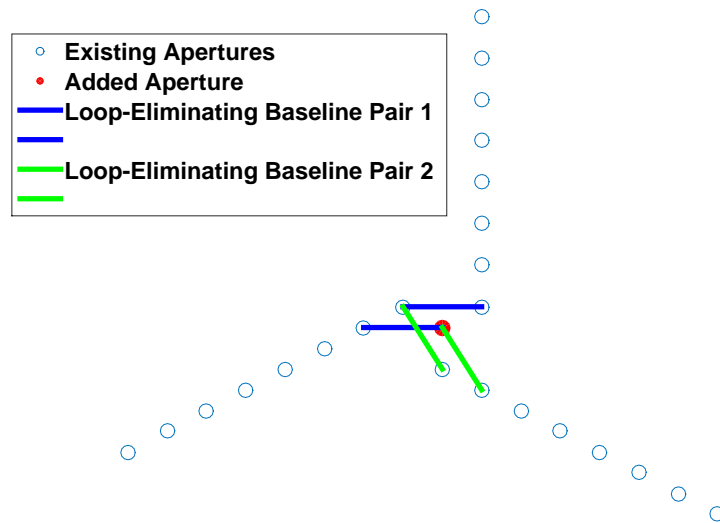 Existing Apertures
Added Aperture
Loop-Eliminating Baseline Pair 1
Loop-Eliminating Baseline Pair 2